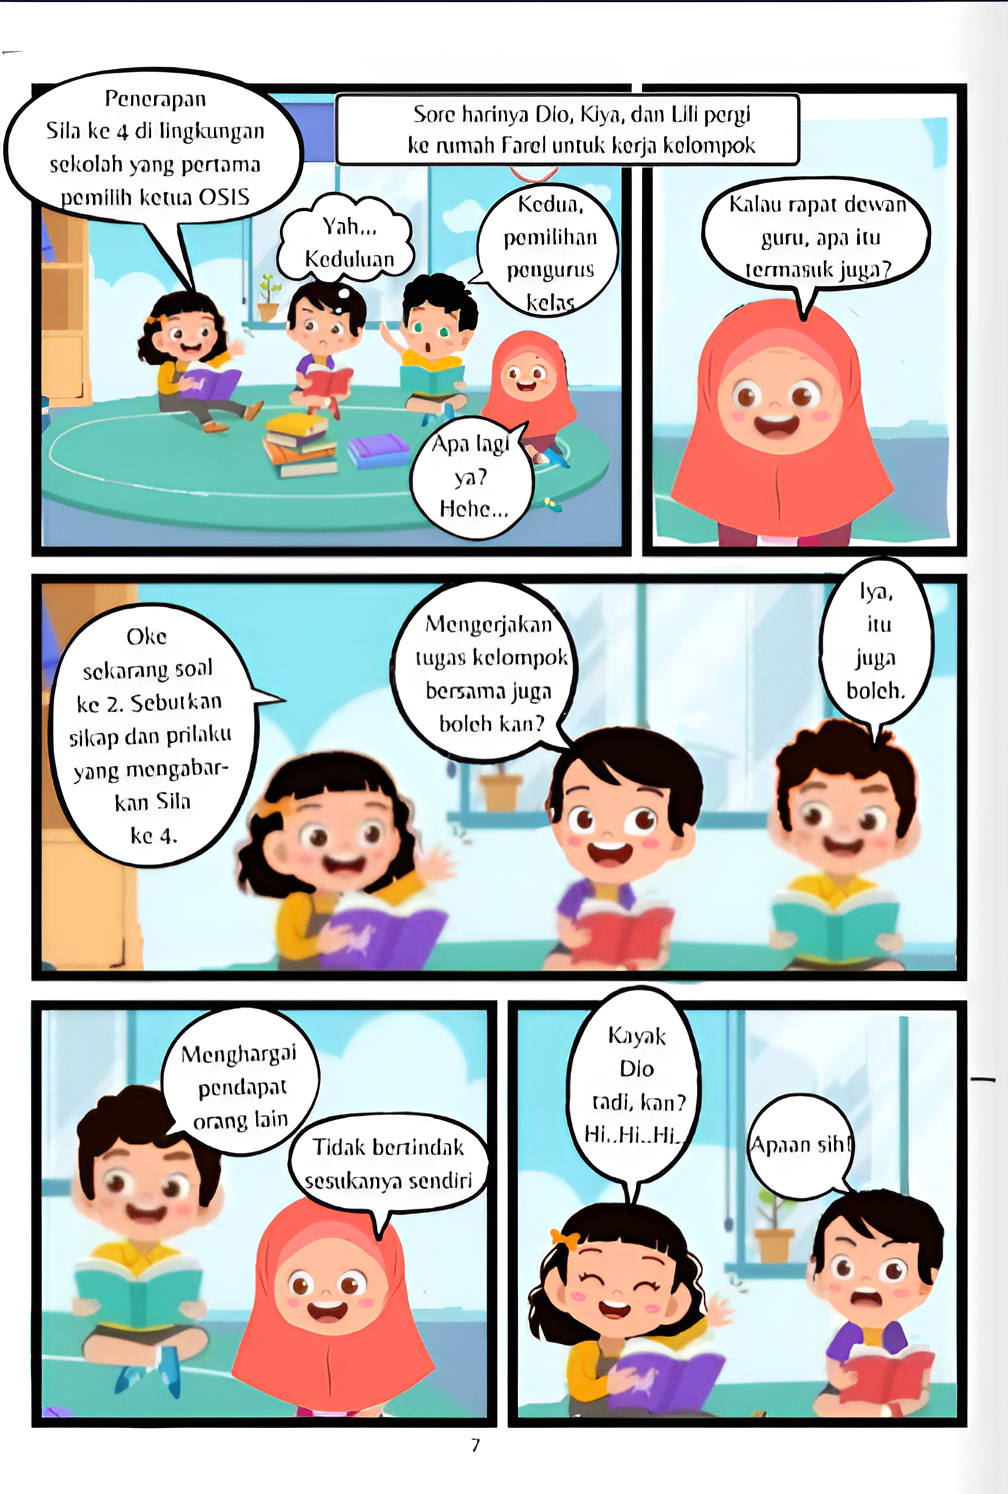 Penerapan
Sila ke 4 di lingkungan
sekolah yang pertama
pemilih ketua OSIS
Sore harinya Dio, Kiya, dan Lili pergi
ke rumah Farel untuk kerja kelompok
Yah...
Keduluan
Kedua,
pemilihan
pengurus
kelas
Apa lagi
ya?
Hehe...
Kalau rapat dewan
guru, apa itu
termasuk juga?
Oke
sekarang soal
ke 2. Sebutkan
sikap dan prilaku
yang mengabar-
kan Sila
ke 4.
Mengerjakan
tugas kelompok
bersama juga
boleh kan?
Iya,
itu
juga
boleh.
Menghargai
pendapat
orang lain
Tidak bertindak
sesukanya sendiri
Kayak
Dio
tadi, kan?
Hi..Hi..Hi..
Apaan sih!
7